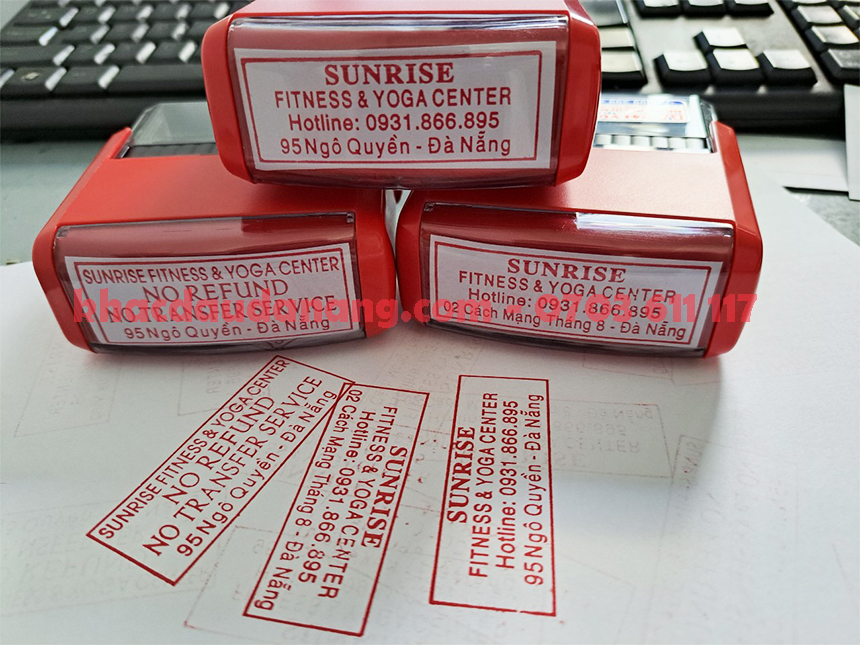 SUNRISE
FITNESS & YOGA CENTER
Hotline: 0931.866.895
95 Ngô Quyền - Đà Nẵng
SUNRISE FITNESS & YOGA CENTER
NO REFUND
NO TRANSFER SERVICE
95 Ngô Quyền - Đà Nẵng
SUNRISE
FITNESS & YOGA CENTER
Hotline: 0931.866.895
02 Cách Mạng Tháng 8 - Đà Nẵng
khacdaudanang.com - 0703 511 117
SUNRISE FITNESS & YOGA CENTER
NO REFUND
NO TRANSFER SERVICE
95 Ngô Quyền - Đà Nẵng
SUNRISE
FITNESS & YOGA CENTER
Hotline: 0931.866.895
02 Cách Mạng Tháng 8 - Đà Nẵng
SUNRISE
FITNESS & YOGA CENTER
Hotline: 0931.866.895
95 Ngô Quyền - Đà Nẵng